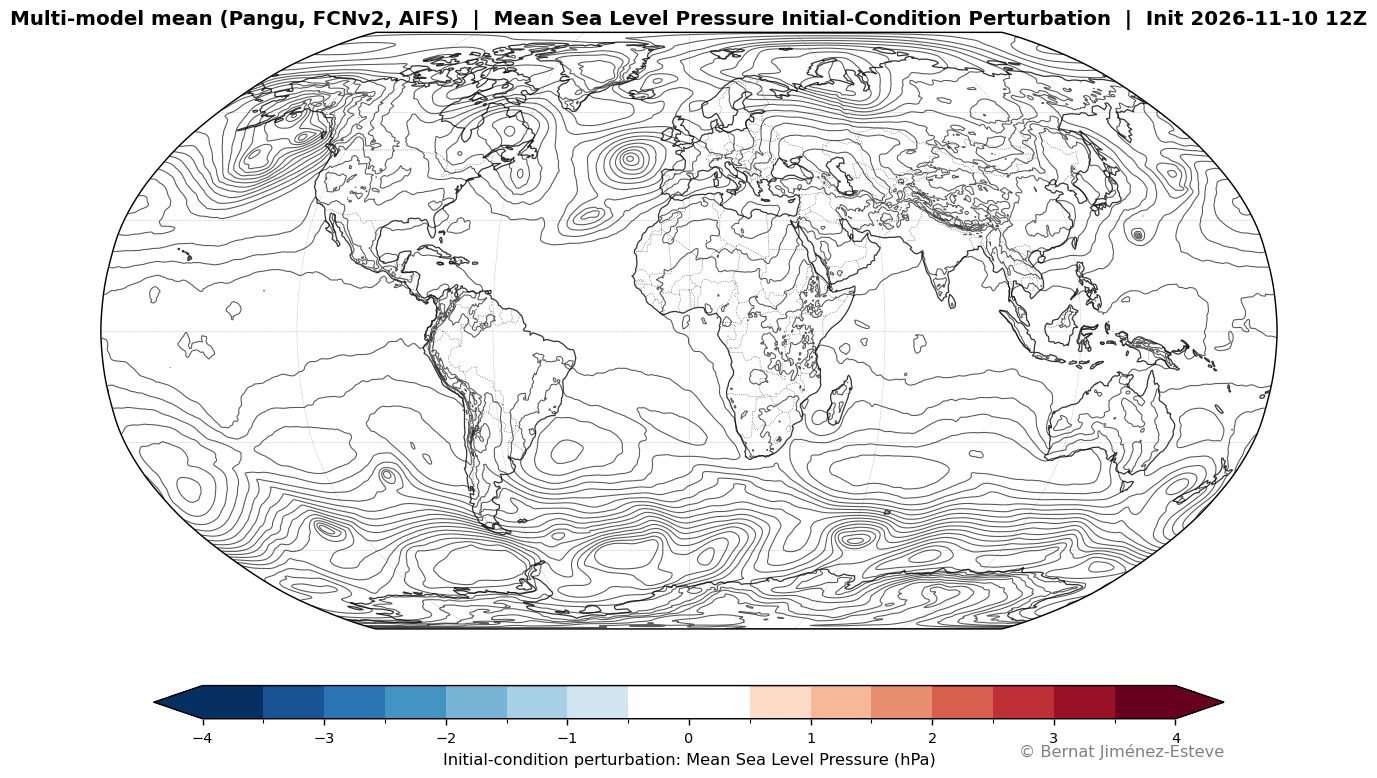 Multi-model mean (Pangu, FCNv2, AIFS) | Mean Sea Level Pressure Initial-Condition Perturbation | Init 2026-11-10 12Z
−4 −3 −2 −1 0 1 2 3 4
Initial-condition perturbation: Mean Sea Level Pressure (hPa)
© Bernat Jiménez-Esteve